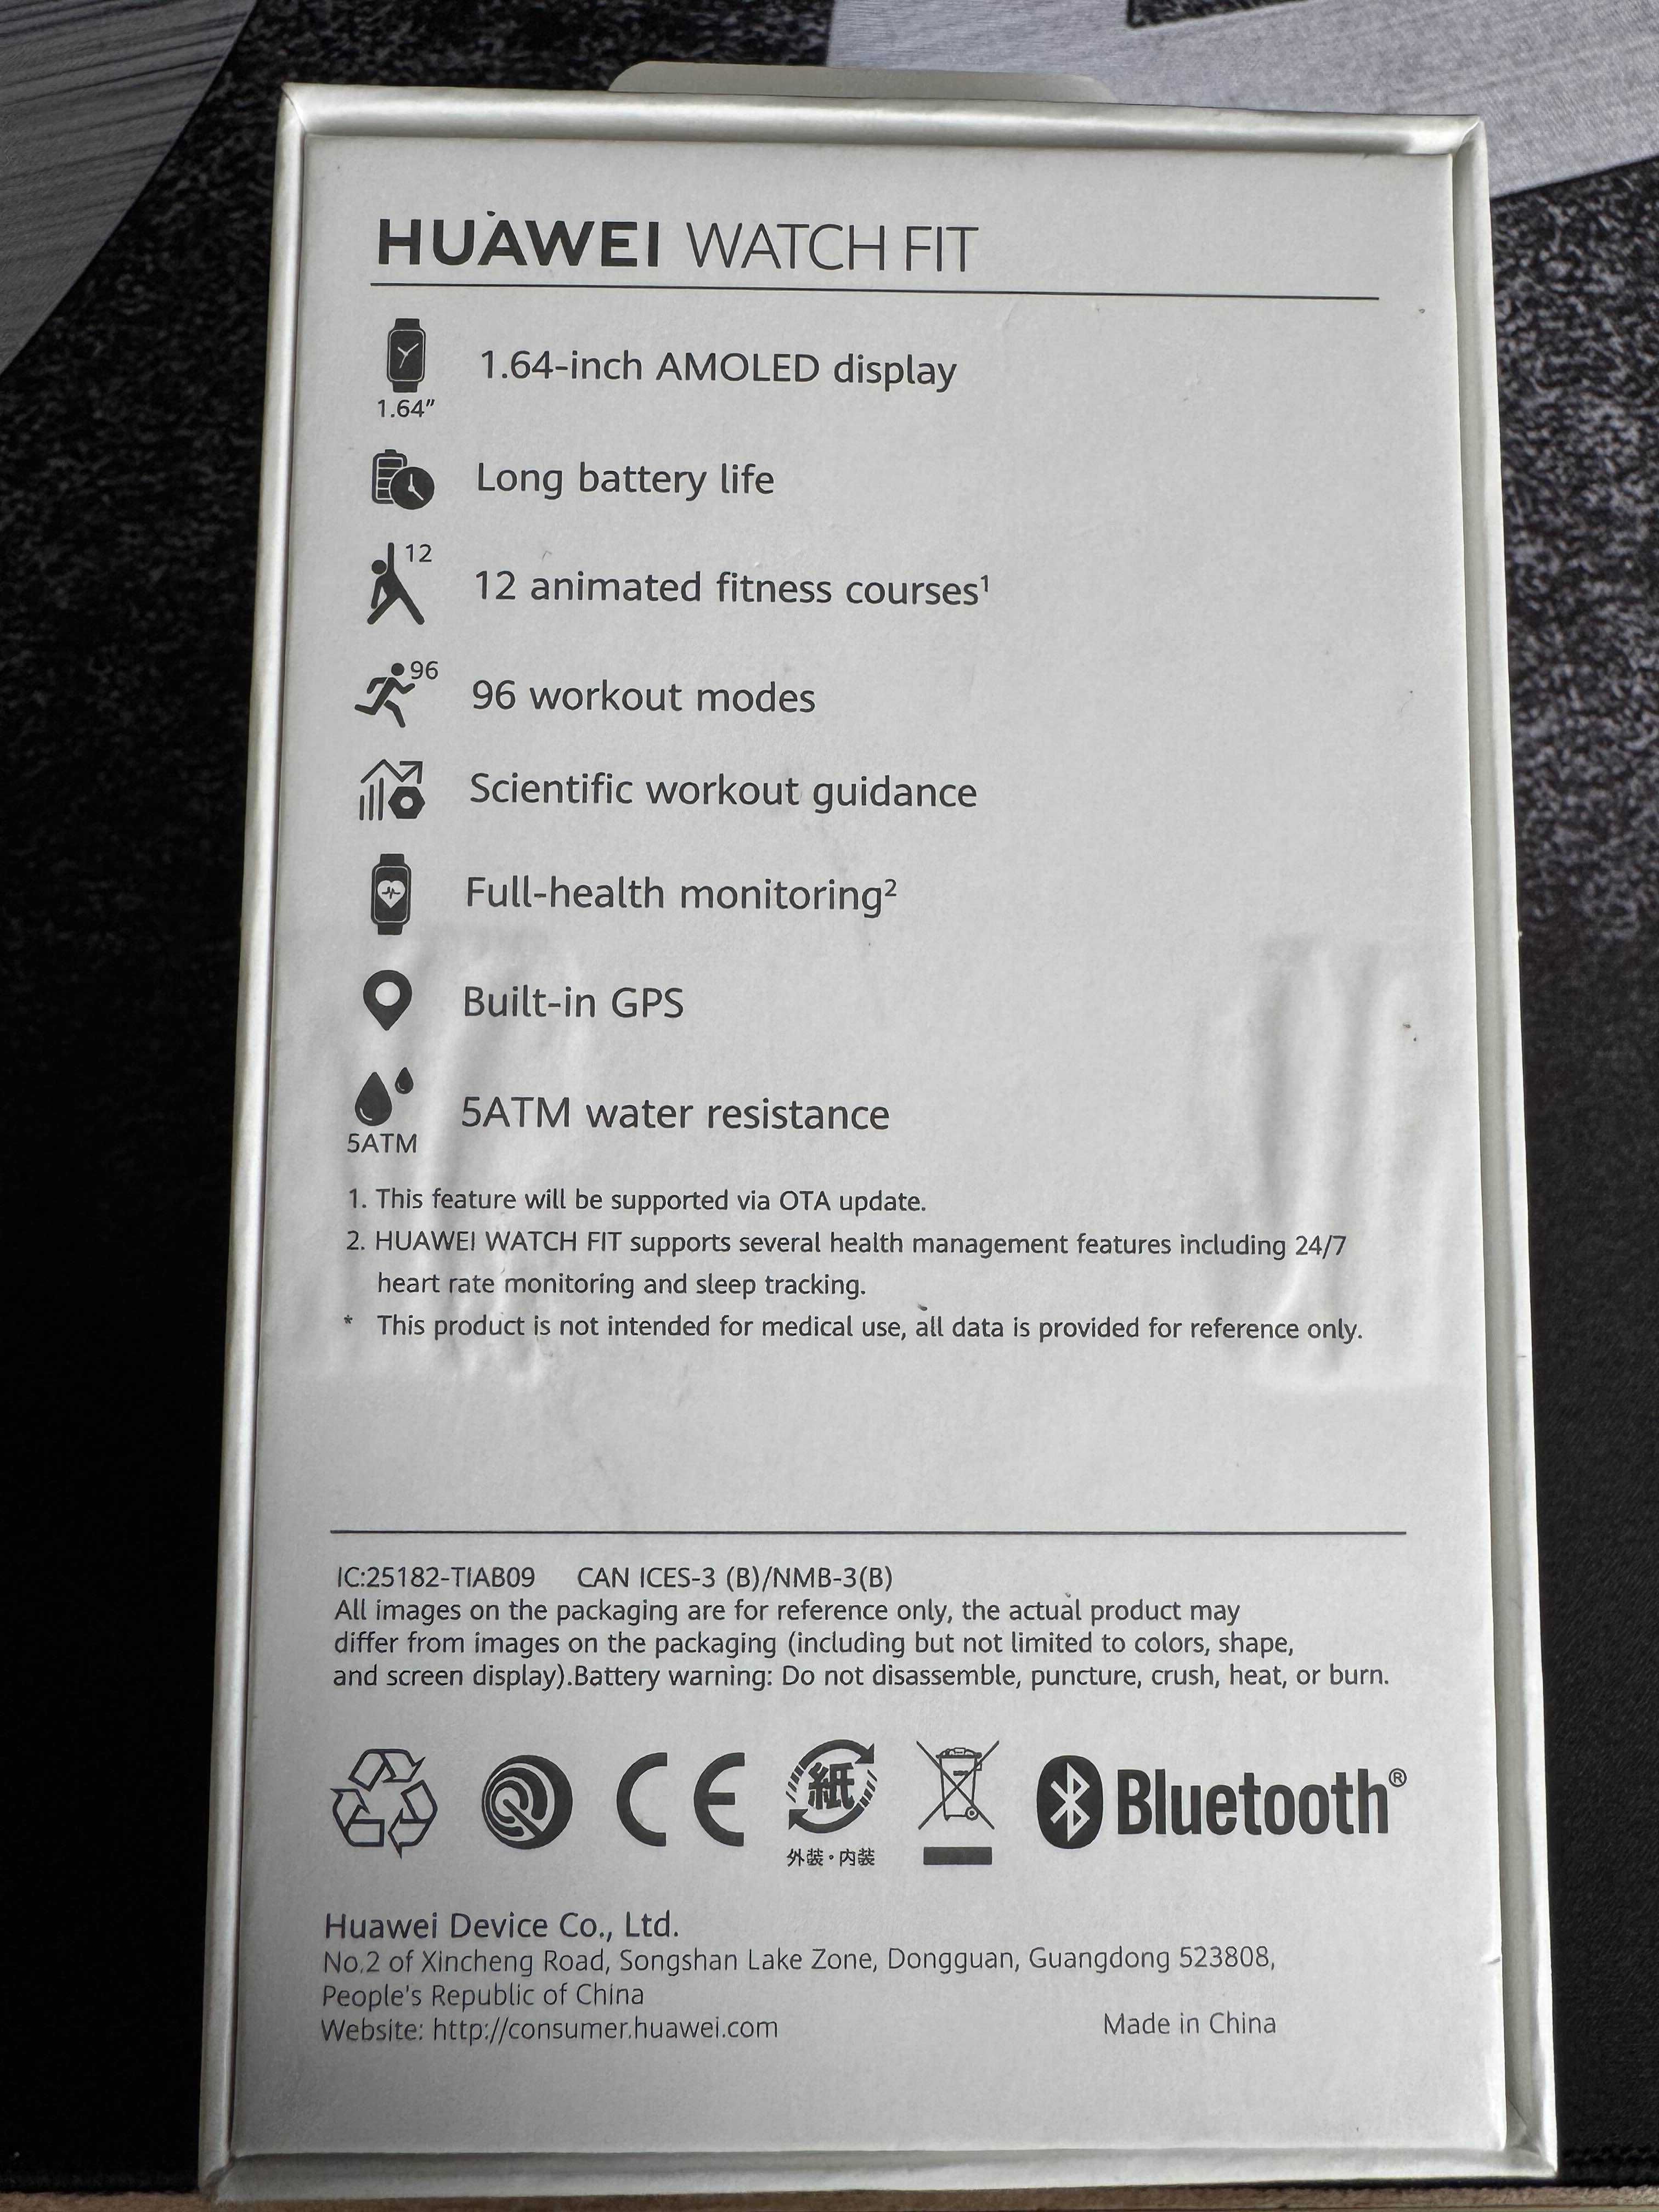 HUAWEI WATCH FIT
1.64-inch AMOLED display
1.64”
Long battery life
12
12 animated fitness courses¹
96
96 workout modes
Scientific workout guidance
Full-health monitoring²
Built-in GPS
5ATM water resistance
5ATM
1. This feature will be supported via OTA update.
2. HUAWEI WATCH FIT supports several health management features including 24/7
heart rate monitoring and sleep tracking.
* This product is not intended for medical use, all data is provided for reference only.
IC:25182-TIAB09 CAN ICES-3 (B)/NMB-3(B)
All images on the packaging are for reference only, the actual product may
differ from images on the packaging (including but not limited to colors, shape,
and screen display).Battery warning: Do not disassemble, puncture, crush, heat, or burn.
CE 紙 Bluetooth®
外装・内装
Huawei Device Co., Ltd.
No.2 of Xincheng Road, Songshan Lake Zone, Dongguan, Guangdong 523808,
People's Republic of China
Website: http://consumer.huawei.com Made in China